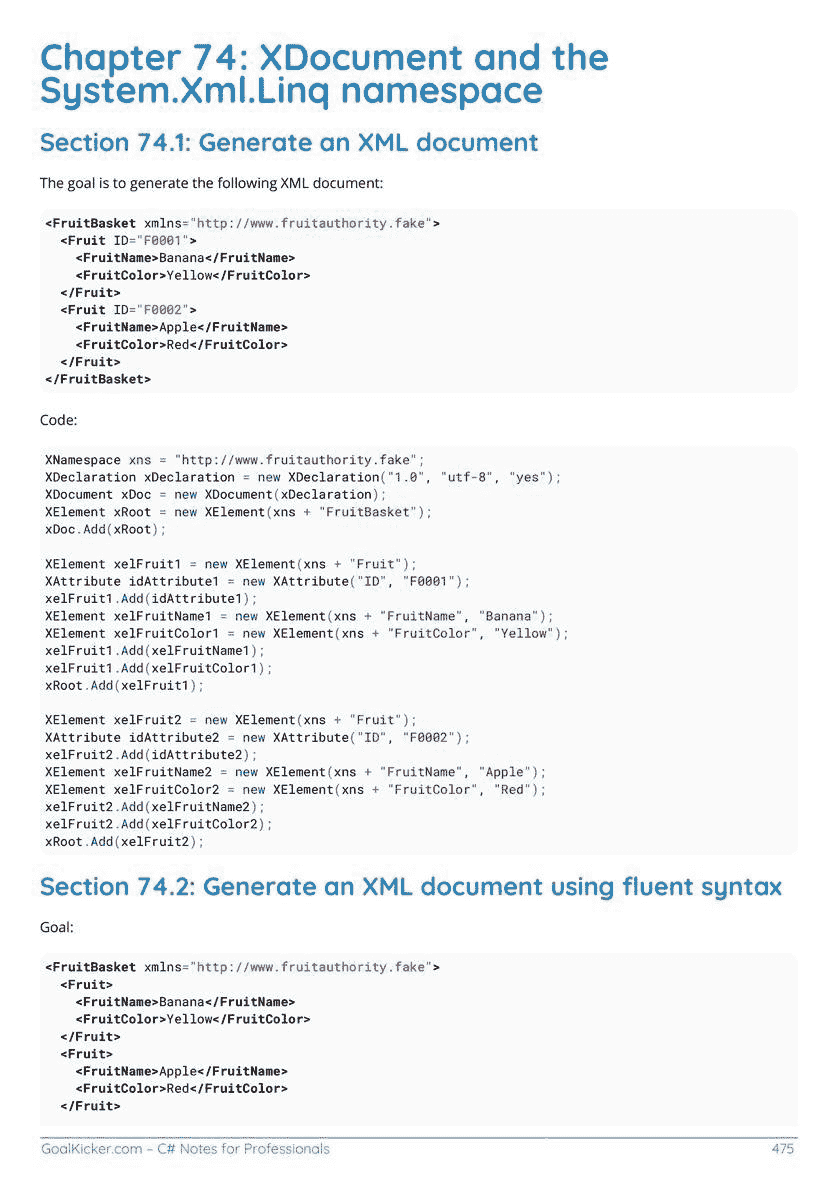 Chapter 74: XDocument and the
System.Xml.Linq namespace
Section 74.1: Generate an XML document
The goal is to generate the following XML document:
<FruitBasket xmlns="http://www.fruitauthority.fake">
  <Fruit ID="F0001">
    <FruitName>Banana</FruitName>
    <FruitColor>Yellow</FruitColor>
  </Fruit>
  <Fruit ID="F0002">
    <FruitName>Apple</FruitName>
    <FruitColor>Red</FruitColor>
  </Fruit>
</FruitBasket>
Code:
XNamespace xns = "http://www.fruitauthority.fake";
XDeclaration xDeclaration = new XDeclaration("1.0", "utf-8", "yes");
XDocument xDoc = new XDocument(xDeclaration);
XElement xRoot = new XElement(xns + "FruitBasket");
xDoc.Add(xRoot);
XElement xelFruit1 = new XElement(xns + "Fruit");
XAttribute idAttribute1 = new XAttribute("ID", "F0001");
xelFruit1.Add(idAttribute1);
XElement xelFruitName1 = new XElement(xns + "FruitName", "Banana");
XElement xelFruitColor1 = new XElement(xns + "FruitColor", "Yellow");
xelFruit1.Add(xelFruitName1);
xelFruit1.Add(xelFruitColor1);
xRoot.Add(xelFruit1);
XElement xelFruit2 = new XElement(xns + "Fruit");
XAttribute idAttribute2 = new XAttribute("ID", "F0002");
xelFruit2.Add(idAttribute2);
XElement xelFruitName2 = new XElement(xns + "FruitName", "Apple");
XElement xelFruitColor2 = new XElement(xns + "FruitColor", "Red");
xelFruit2.Add(xelFruitName2);
xelFruit2.Add(xelFruitColor2);
xRoot.Add(xelFruit2);
Section 74.2: Generate an XML document using fluent syntax
Goal:
<FruitBasket xmlns="http://www.fruitauthority.fake">
  <Fruit>
    <FruitName>Banana</FruitName>
    <FruitColor>Yellow</FruitColor>
  </Fruit>
  <Fruit>
    <FruitName>Apple</FruitName>
    <FruitColor>Red</FruitColor>
  </Fruit>
GoalKicker.com – C# Notes for Professionals 475